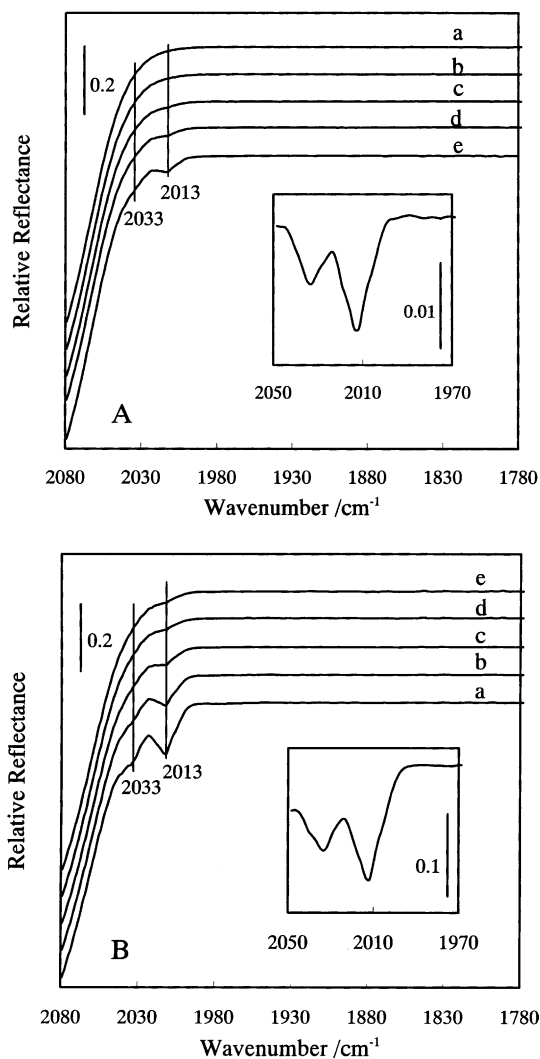 a
b
0.2
c
d
e
2033
2013
Relative Reflectance
0.01
2050 2010 1970
A
2080 2030 1980 1930 1880 1830 1780
Wavenumber /cm-1
e
d
0.2
c
b
a
2033
2013
Relative Reflectance
0.1
2050 2010 1970
B
2080 2030 1980 1930 1880 1830 1780
Wavenumber /cm-1